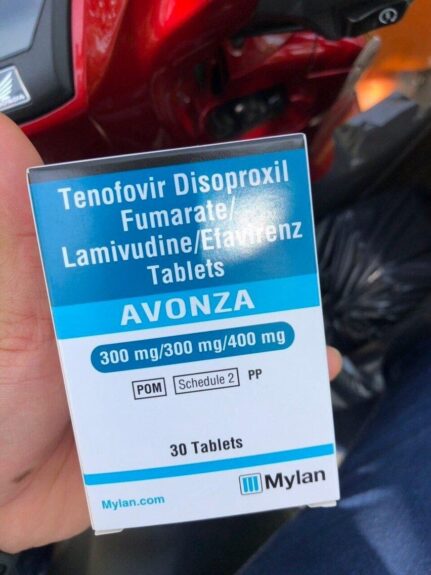 Tenofovir Disoproxil
Fumarate/
Lamivudine/Efavirenz
Tablets
AVONZA
300 mg/300 mg/400 mg
POM Schedule 2 PP
30 Tablets
Mylan.com Mylan